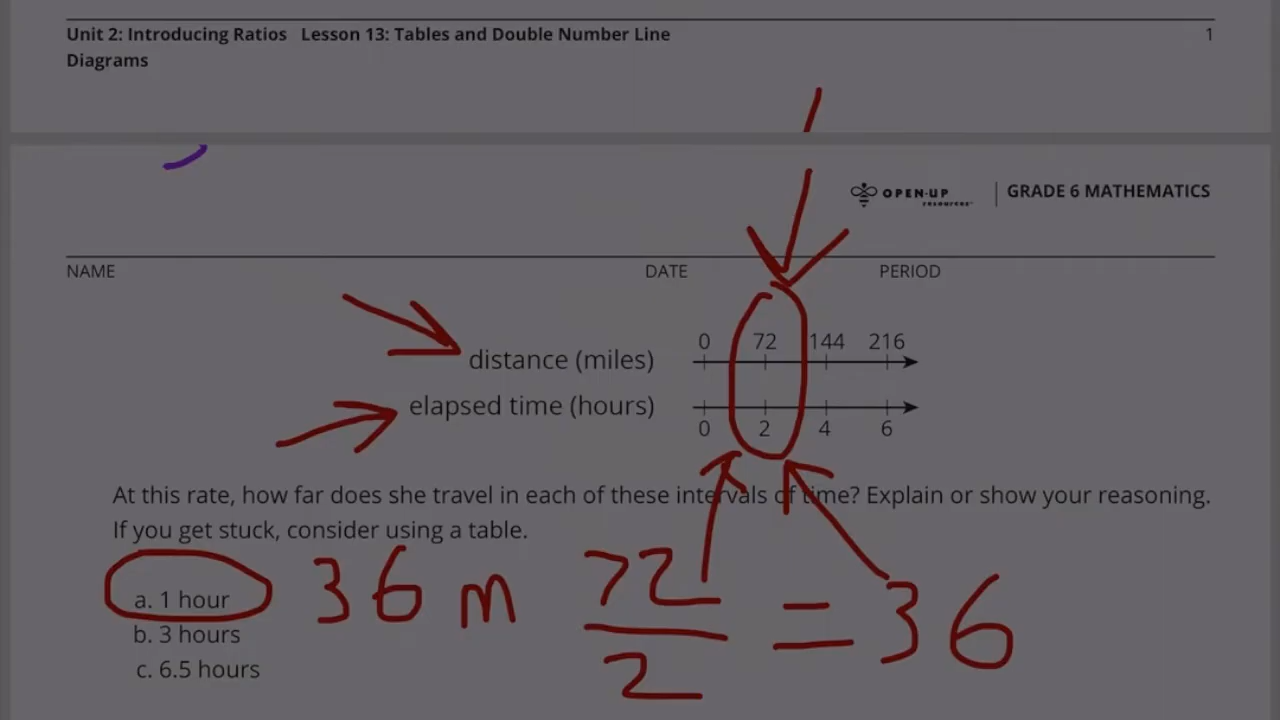 Unit 2: Introducing Ratios Lesson 13: Tables and Double Number Line 1
Diagrams
OPEN-UP resources GRADE 6 MATHEMATICS
NAME DATE PERIOD
0 72 144 216
distance (miles)
elapsed time (hours)
0 2 4 6
At this rate, how far does she travel in each of these intervals of time? Explain or show your reasoning.
If you get stuck, consider using a table.
a. 1 hour 36 m 72/2 = 36
b. 3 hours
c. 6.5 hours